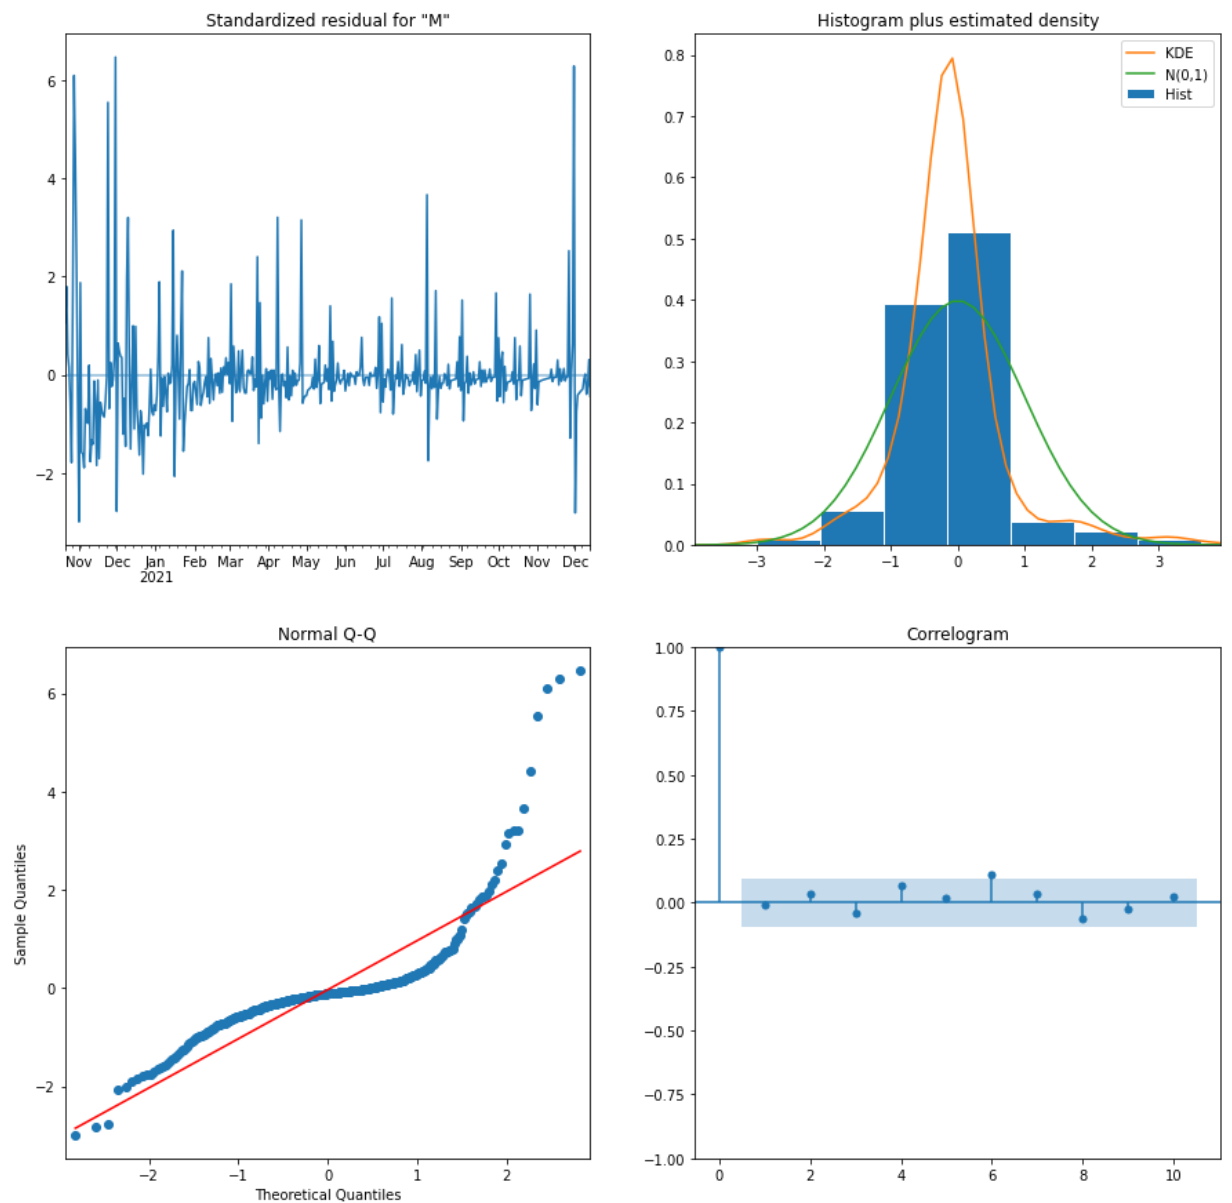 Standardized residual for "M"
6
4
2
0
−2
Nov Dec Jan Feb Mar Apr May Jun Jul Aug Sep Oct Nov Dec
2021
Histogram plus estimated density
KDE
N(0,1)
Hist
0.8
0.7
0.6
0.5
0.4
0.3
0.2
0.1
0.0
−3 −2 −1 0 1 2 3
Normal Q-Q
Sample Quantiles
6
4
2
0
−2
−2 −1 0 1 2
Theoretical Quantiles
Correlogram
1.00
0.75
0.50
0.25
0.00
−0.25
−0.50
−0.75
−1.00
0 2 4 6 8 10